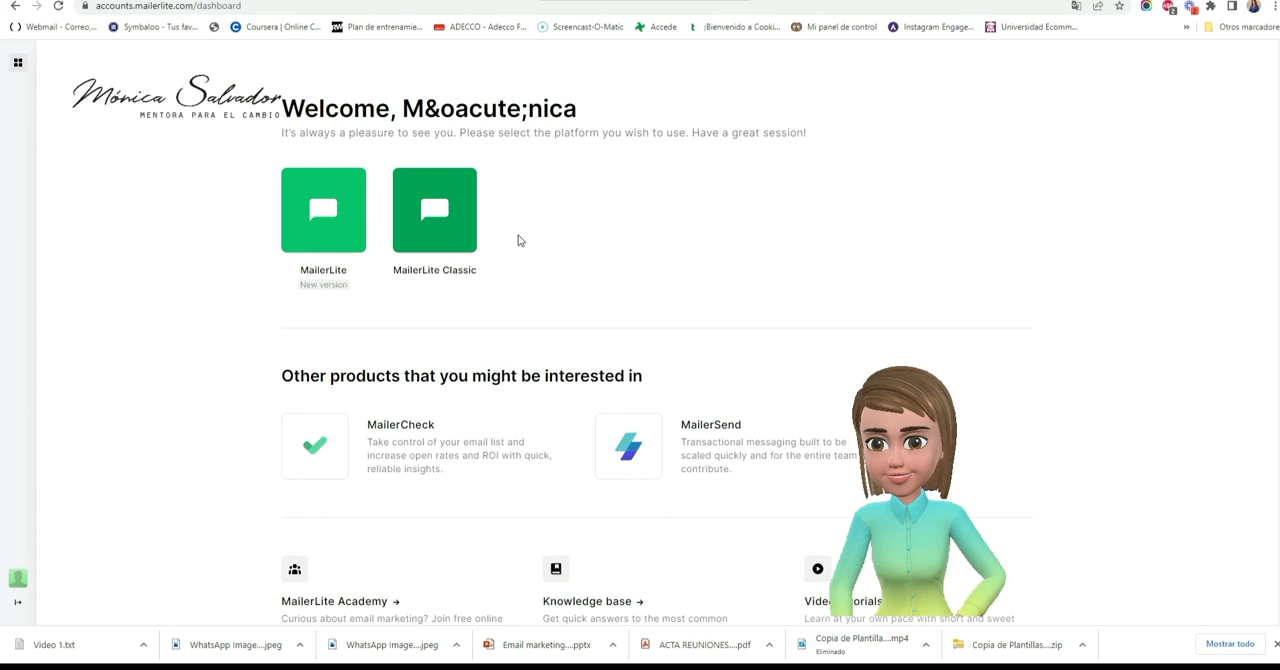 accounts.mailerlite.com/dashboard
Webmail - Correo,... Symbaloo - Tus fav... Coursera | Online C... Plan de entrenamie... ADECCO - Adecco F... Screencast-O-Matic Accede ¡Bienvenido a Cooki... Mi panel de control Instagram Engage... Universidad Ecomm... » Otros marcadore
Mónica Salvador
MENTORA PARA EL CAMBIO
Welcome, M&oacute;nica
It's always a pleasure to see you. Please select the platform you wish to use. Have a great session!
MailerLite MailerLite Classic
New version
Other products that you might be interested in
MailerCheck
Take control of your email list and
increase open rates and ROI with quick,
reliable insights.
MailerSend
Transactional messaging built to be
scaled quickly and for the entire team
contribute.
MailerLite Academy →
Curious about email marketing? Join free online
Knowledge base →
Get quick answers to the most common
Vide orials
Learn at your own pace with short and sweet
Video 1.txt WhatsApp Image....jpeg WhatsApp Image....jpeg Email marketing....pptx ACTA REUNIONES....pdf Copia de Plantilla....mp4 Copia de Plantillas....zip Mostrar todo
Eliminado